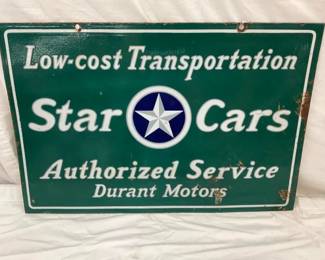 Low-cost Transportation
Star Cars
Authorized Service
Durant Motors